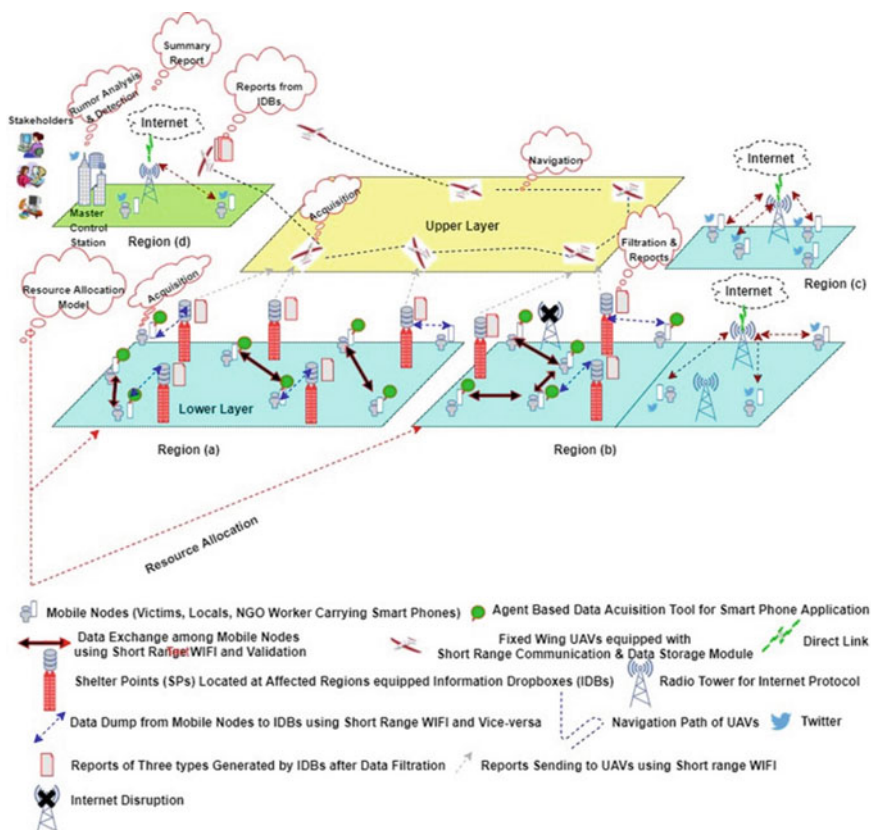 Summary
Report
Rumor Analysis
& Detection
Reports from
IDBs
Stakeholders
Internet
Master
Control
Station
Region (d)
Acquisition
Navigation
Upper Layer
Filtration &
Reports
Internet
Region (c)
Resource Allocation
Model
Acquisition
Internet
Lower Layer
Region (a)
Region (b)
Resource Allocation
Mobile Nodes (Victims, Locals, NGO Worker Carrying Smart Phones)
Agent Based Data Acuisition Tool for Smart Phone Application
Data Exchange among Mobile Nodes
using Short Range WIFI and Validation
Text
Fixed Wing UAVs equipped with
Short Range Communication & Data Storage Module
Direct Link
Shelter Points (SPs) Located at Affected Regions equipped Information Dropboxes (IDBs)
Radio Tower for Internet Protocol
Data Dump from Mobile Nodes to IDBs using Short Range WIFI and Vice-versa
Navigation Path of UAVs
Twitter
Reports of Three types Generated by IDBs after Data Filtration
Reports Sending to UAVs using Short range WIFI
Internet Disruption